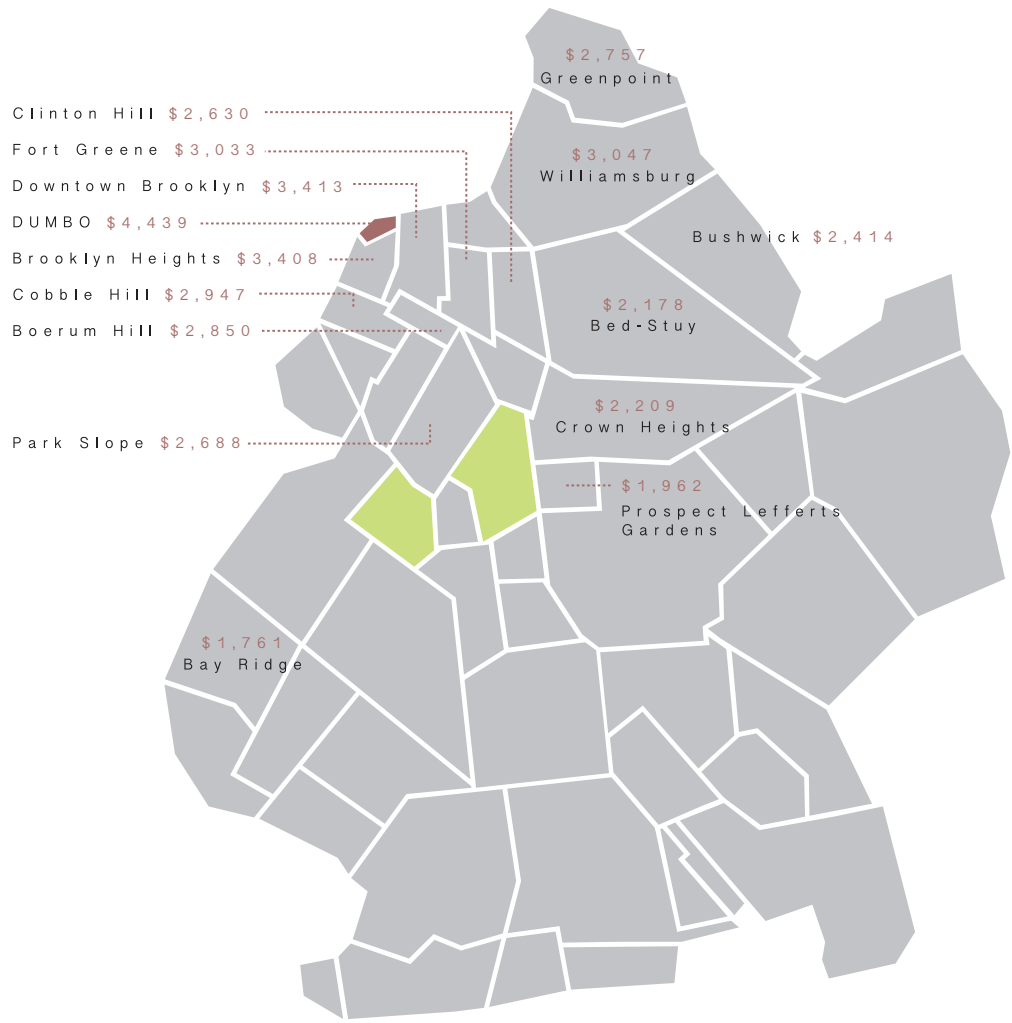 $2,757
Greenpoint
Clinton Hill $2,630
Fort Greene $3,033
$3,047
Williamsburg
Downtown Brooklyn $3,413
DUMBO $4,439
Bushwick $2,414
Brooklyn Heights $3,408
Cobble Hill $2,947
$2,178
Bed-Stuy
Boerum Hill $2,850
$2,209
Crown Heights
Park Slope $2,688
$1,962
Prospect Lefferts
Gardens
$1,761
Bay Ridge